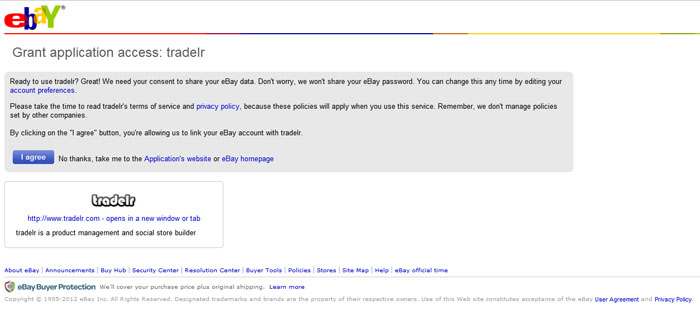 ebaY®
Grant application access: tradelr
Ready to use tradelr? Great! We need your consent to share your eBay data. Don't worry, we won't share your eBay password. You can change this any time by editing your
account preferences.
Please take the time to read tradelr's terms of service and privacy policy, because these policies will apply when you use this service. Remember, we don't manage policies
set by other companies.
By clicking on the "I agree" button, you're allowing us to link your eBay account with tradelr.
I agree No thanks, take me to the Application's website or eBay homepage
tradelr
http://www.tradelr.com - opens in a new window or tab
tradelr is a product management and social store builder
About eBay | Announcements | Buy Hub | Security Center | Resolution Center | Buyer Tools | Policies | Stores | Site Map | Help | eBay official time
eBay Buyer Protection We'll cover your purchase price plus original shipping. Learn more
Copyright © 1995-2012 eBay Inc. All Rights Reserved. Designated trademarks and brands are the property of their respective owners. Use of this Web site constitutes acceptance of the eBay User Agreement and Privacy Policy.